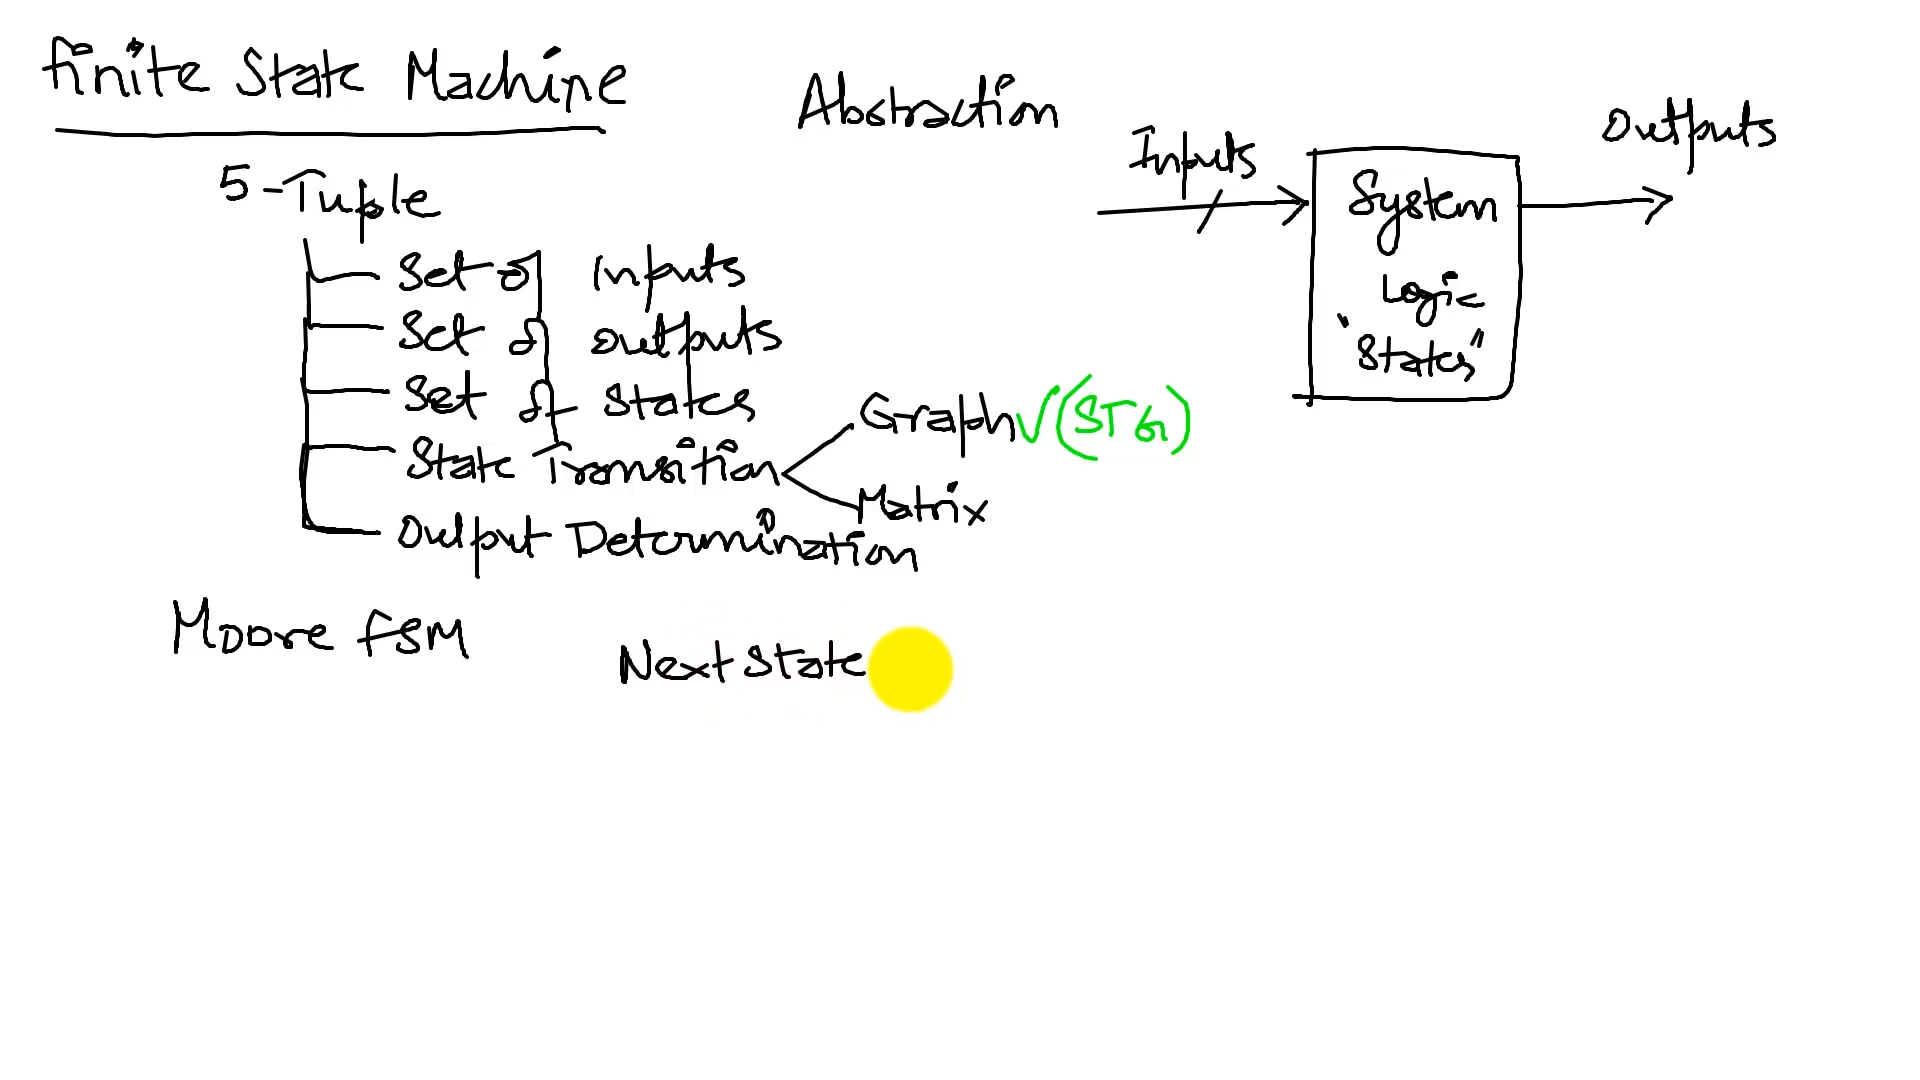 Finite State Machine
Abstraction
5-Tuple
Set of Inputs
Set of Outputs
Set of States
State Transition
Graph√(STG)
Matrix
Output Determination
Inputs
System
Logic
"States"
Outputs
Moore FSM
Next State